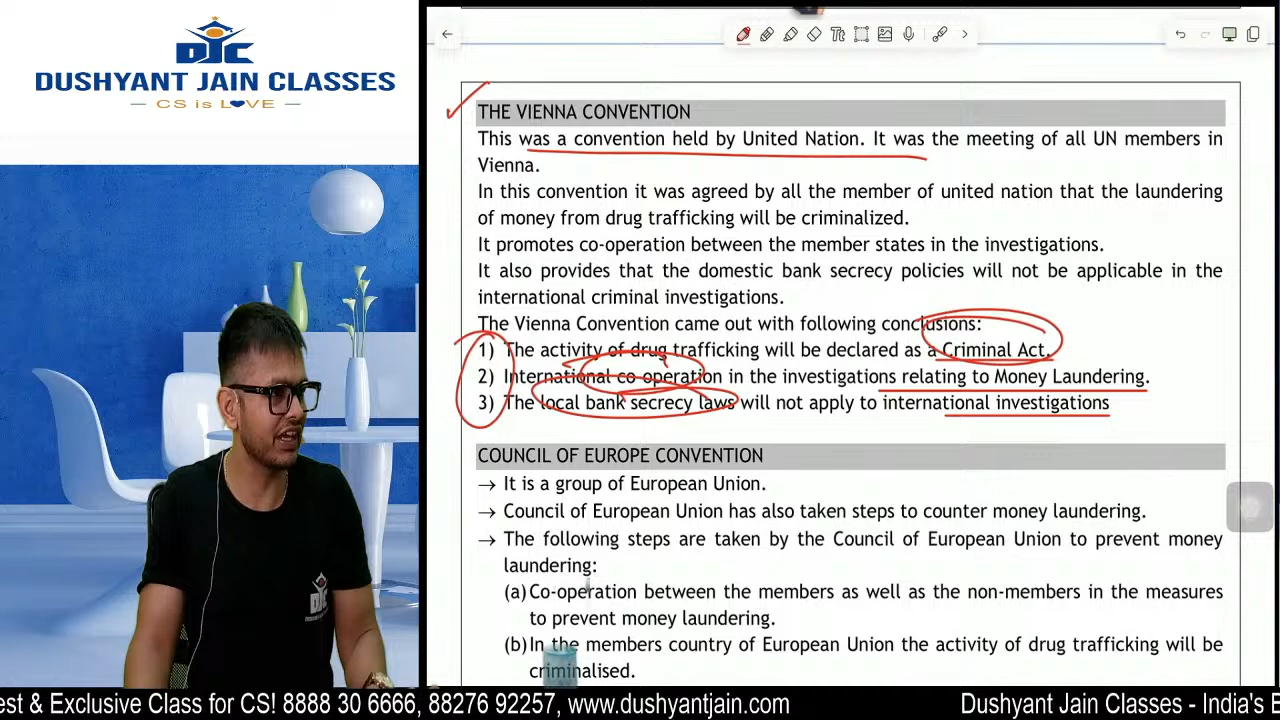 DJC
DUSHYANT JAIN CLASSES
— CS is L♥VE —
THE VIENNA CONVENTION
This was a convention held by United Nation. It was the meeting of all UN members in
Vienna.
In this convention it was agreed by all the member of united nation that the laundering
of money from drug trafficking will be criminalized.
It promotes co-operation between the member states in the investigations.
It also provides that the domestic bank secrecy policies will not be applicable in the
international criminal investigations.
The Vienna Convention came out with following conclusions:
1) The activity of drug trafficking will be declared as a Criminal Act.
2) International co-operation in the investigations relating to Money Laundering.
3) The local bank secrecy laws will not apply to international investigations
COUNCIL OF EUROPE CONVENTION
→ It is a group of European Union.
→ Council of European Union has also taken steps to counter money laundering.
→ The following steps are taken by the Council of European Union to prevent money
laundering:
(a) Co-operation between the members as well as the non-members in the measures
to prevent money laundering.
(b) In the members country of European Union the activity of drug trafficking will be
criminalised.
DJC
est & Exclusive Class for CS! 8888 30 6666, 88276 92257, www.dushyantjain.com
Dushyant Jain Classes - India's B